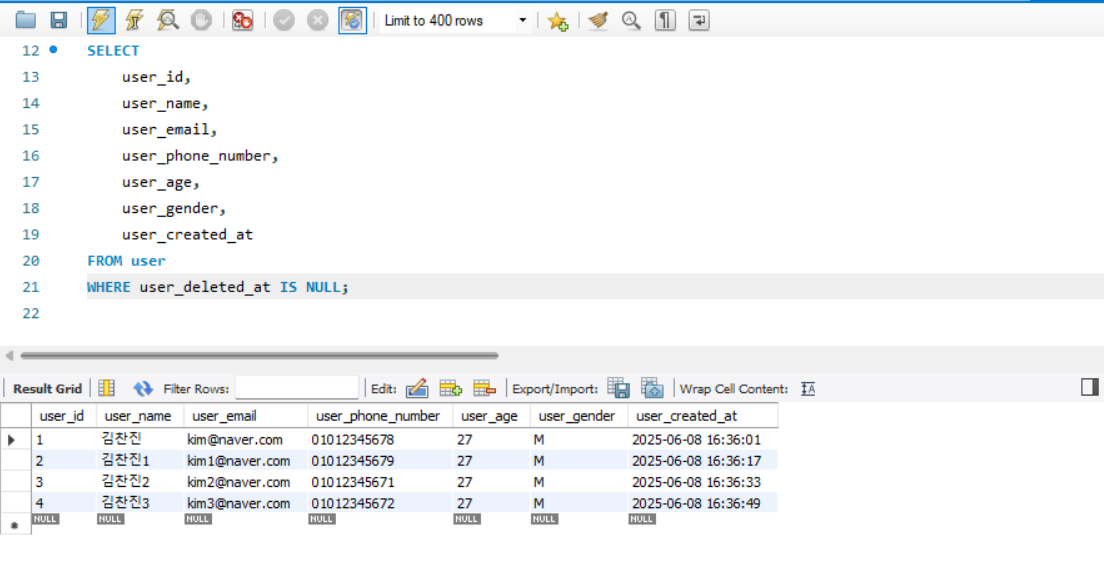 Limit to 400 rows
12 SELECT
13 user_id,
14 user_name,
15 user_email,
16 user_phone_number,
17 user_age,
18 user_gender,
19 user_created_at
20 FROM user
21 WHERE user_deleted_at IS NULL;
22
Result Grid Filter Rows: Edit: Export/Import: Wrap Cell Content: IA
user_id user_name user_email user_phone_number user_age user_gender user_created_at
1 김찬진 kim@naver.com 01012345678 27 M 2025-06-08 16:36:01
2 김찬진1 kim1@naver.com 01012345679 27 M 2025-06-08 16:36:17
3 김찬진2 kim2@naver.com 01012345671 27 M 2025-06-08 16:36:33
4 김찬진3 kim3@naver.com 01012345672 27 M 2025-06-08 16:36:49
NULL NULL NULL NULL NULL NULL NULL